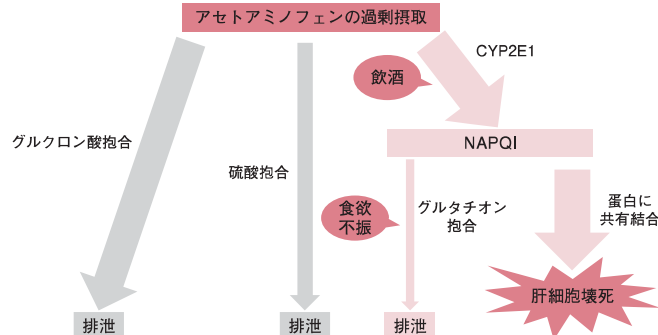 アセトアミノフェンの過剰摂取
CYP2E1
飲酒
グルクロン酸抱合
NAPQI
硫酸抱合
食欲
不振
グルタチオン
抱合
蛋白に
共有結合
肝細胞壊死
排泄
排泄
排泄